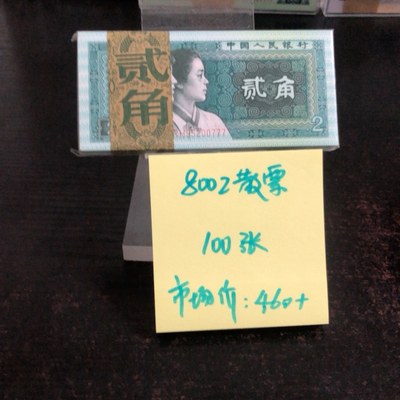 中国人民银行
贰角
贰角
2
8002散票
100张
市场价：460+